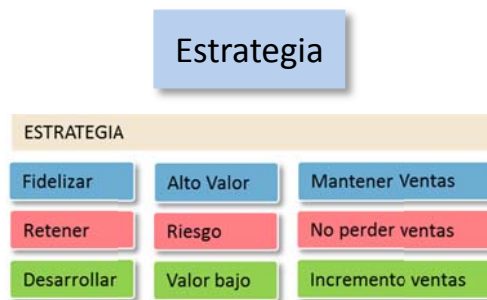 Estrategia
ESTRATEGIA
Fidelizar Alto Valor Mantener Ventas
Retener Riesgo No perder ventas
Desarrollar Valor bajo Incremento ventas